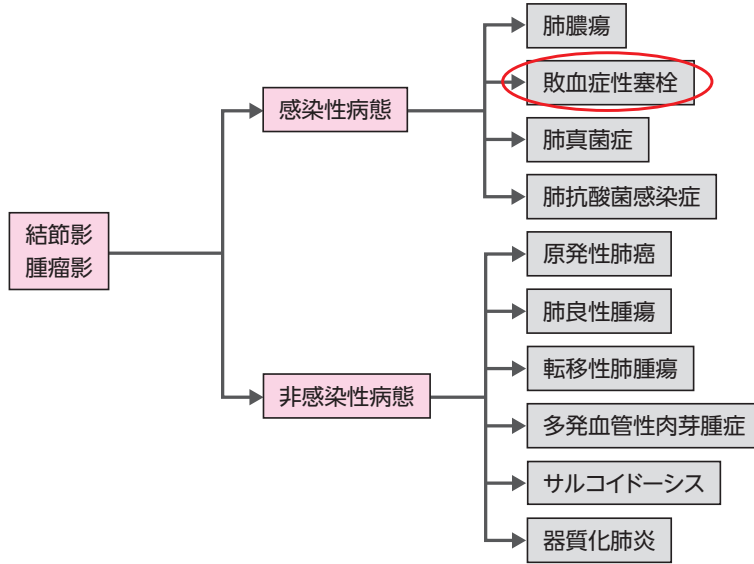 結節影
腫瘤影
感染性病態
肺膿瘍
敗血症性塞栓
肺真菌症
肺抗酸菌感染症
非感染性病態
原発性肺癌
肺良性腫瘍
転移性肺腫瘍
多発血管性肉芽腫症
サルコイドーシス
器質化肺炎